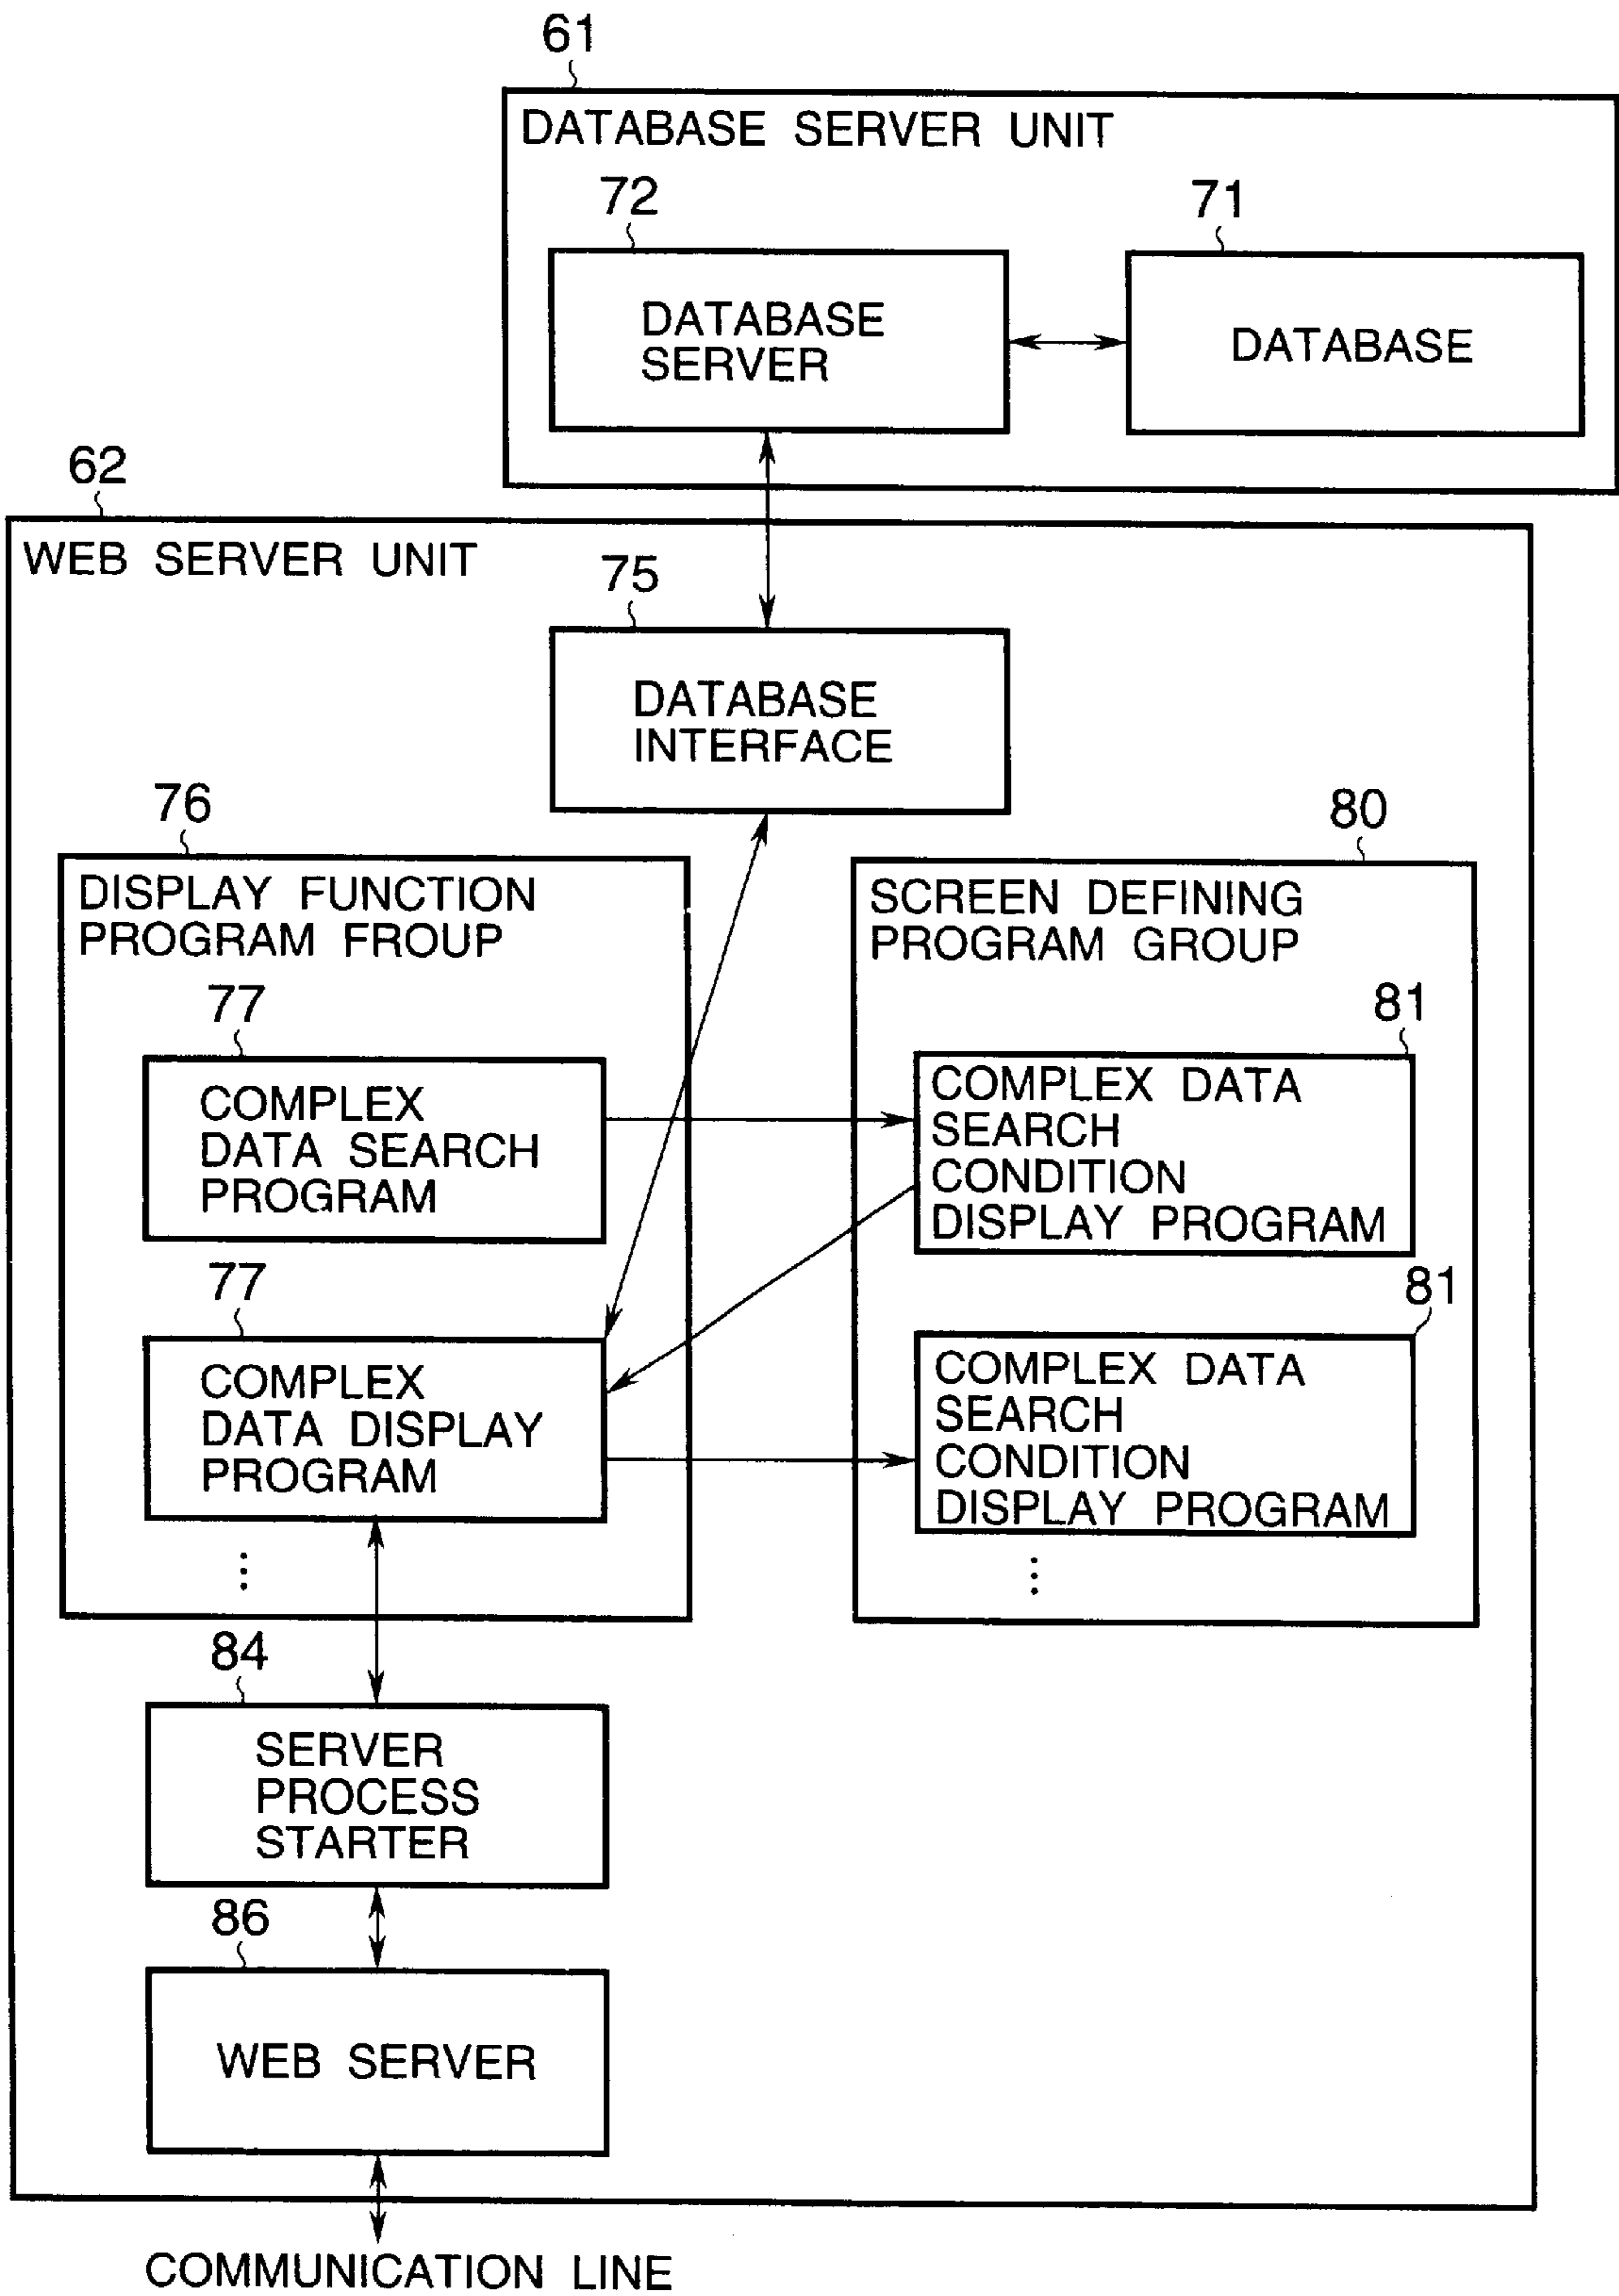 61
DATABASE SERVER UNIT
72
71
DATABASE
SERVER
DATABASE
62
WEB SERVER UNIT
75
DATABASE
INTERFACE
76
80
DISPLAY FUNCTION
PROGRAM FROUP
SCREEN DEFINING
PROGRAM GROUP
77
81
COMPLEX
DATA SEARCH
PROGRAM
COMPLEX DATA
SEARCH
CONDITION
DISPLAY PROGRAM
77
81
COMPLEX
DATA DISPLAY
PROGRAM
COMPLEX DATA
SEARCH
CONDITION
DISPLAY PROGRAM
84
SERVER
PROCESS
STARTER
86
WEB SERVER
COMMUNICATION LINE